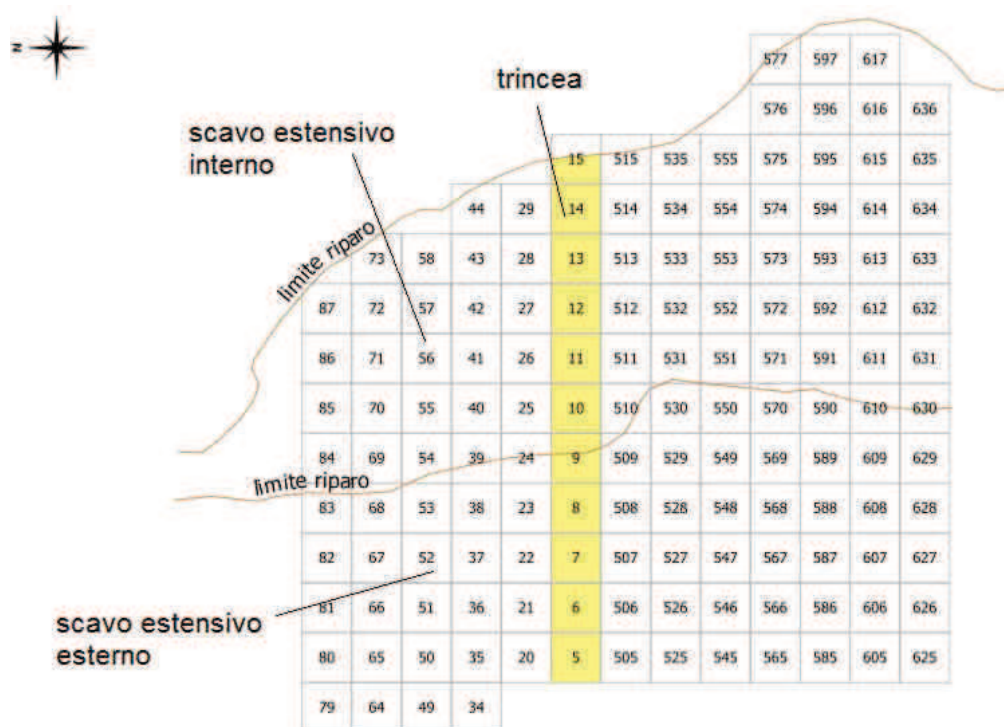 577 597 617
z
trincea
576 596 616 636
scavo estensivo
interno
15 515 535 555 575 595 615 635
44 29 14 514 534 554 574 594 614 634
limite riparo
73 58 43 28 13 513 533 553 573 593 613 633
87 72 57 42 27 12 512 532 552 572 592 612 632
86 71 56 41 26 11 511 531 551 571 591 611 631
85 70 55 40 25 10 510 530 550 570 590 610 630
84 69 54 39 24 9 509 529 549 569 589 609 629
limite riparo
83 68 53 38 23 8 508 528 548 568 588 608 628
82 67 52 37 22 7 507 527 547 567 587 607 627
81 66 51 36 21 6 506 526 546 566 586 606 626
scavo estensivo
esterno
80 65 50 35 20 5 505 525 545 565 585 605 625
79 64 49 34